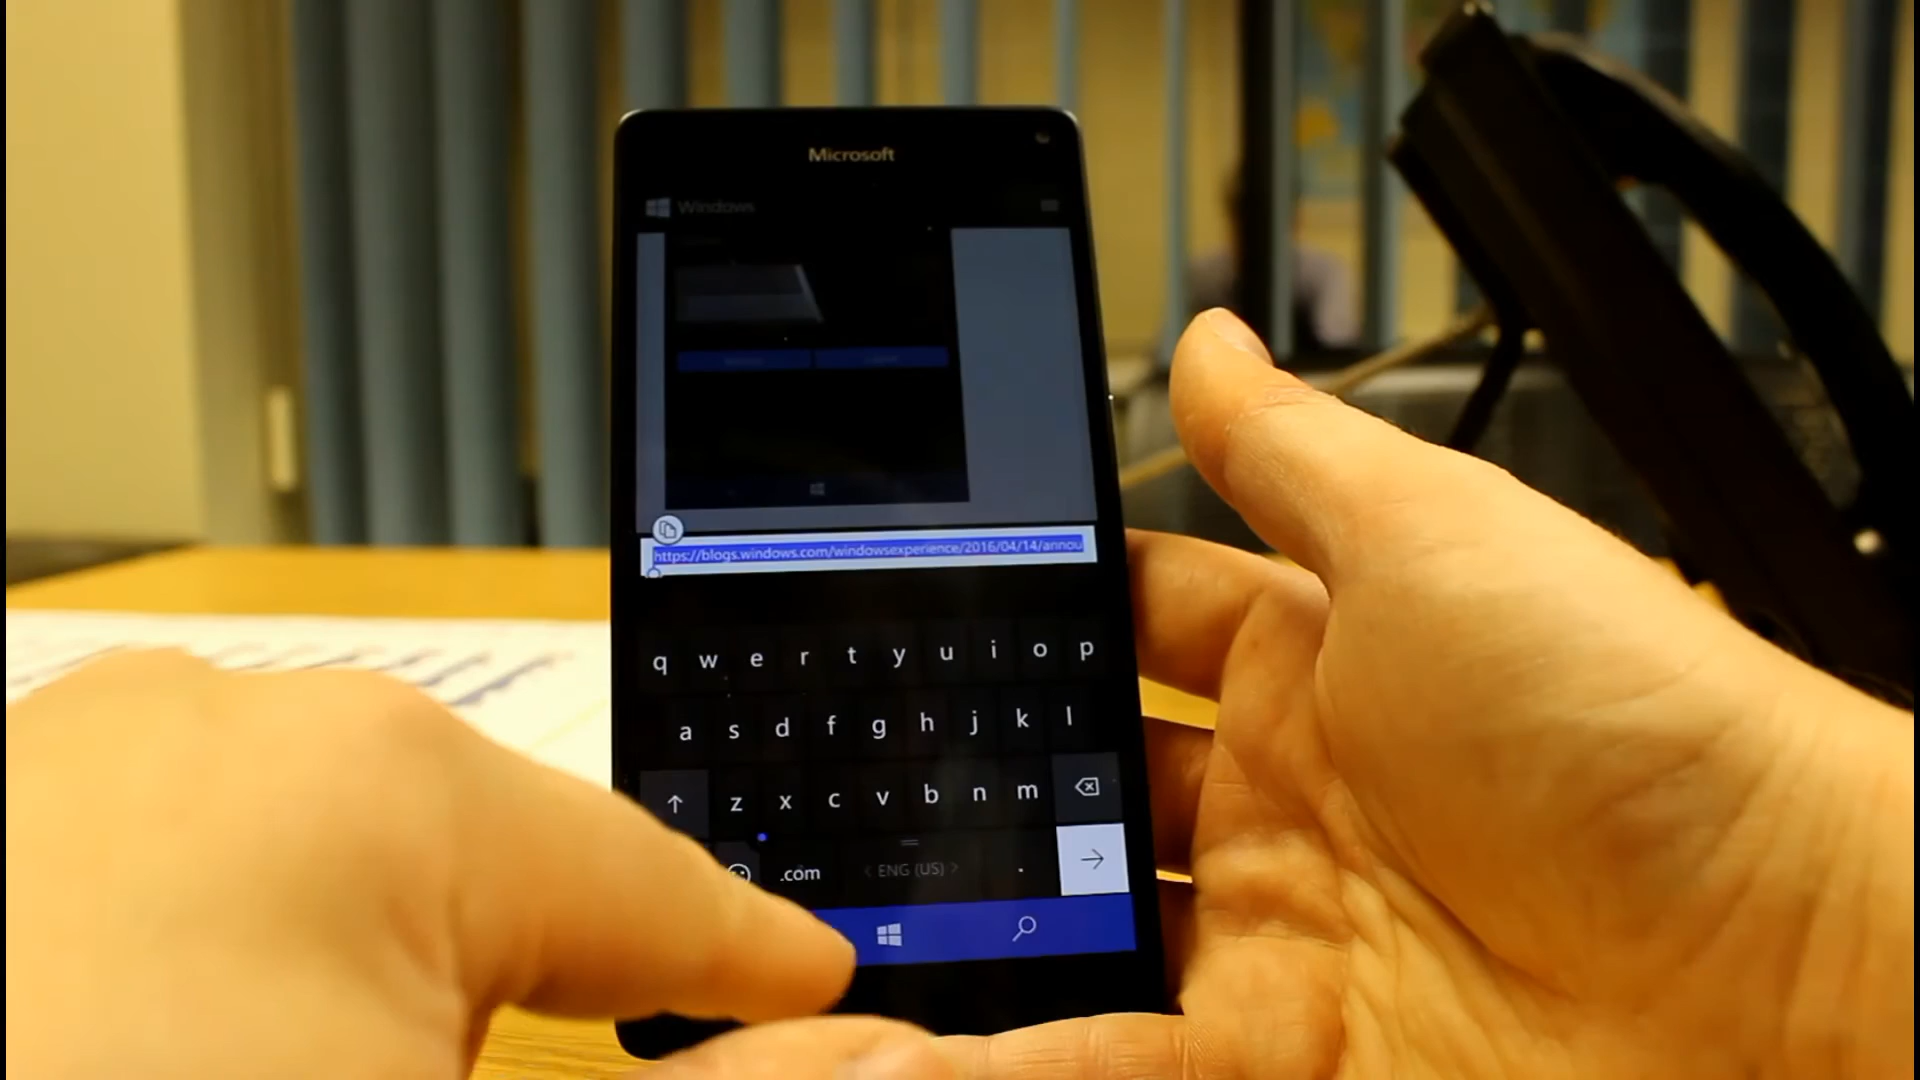 Microsoft
Windows
https://blogs.windows.com/windowsexperience/2016/04/14/annou
q w e r t y u i o p
a s d f g h j k l
z x c v b n m
.com < ENG (US) > .